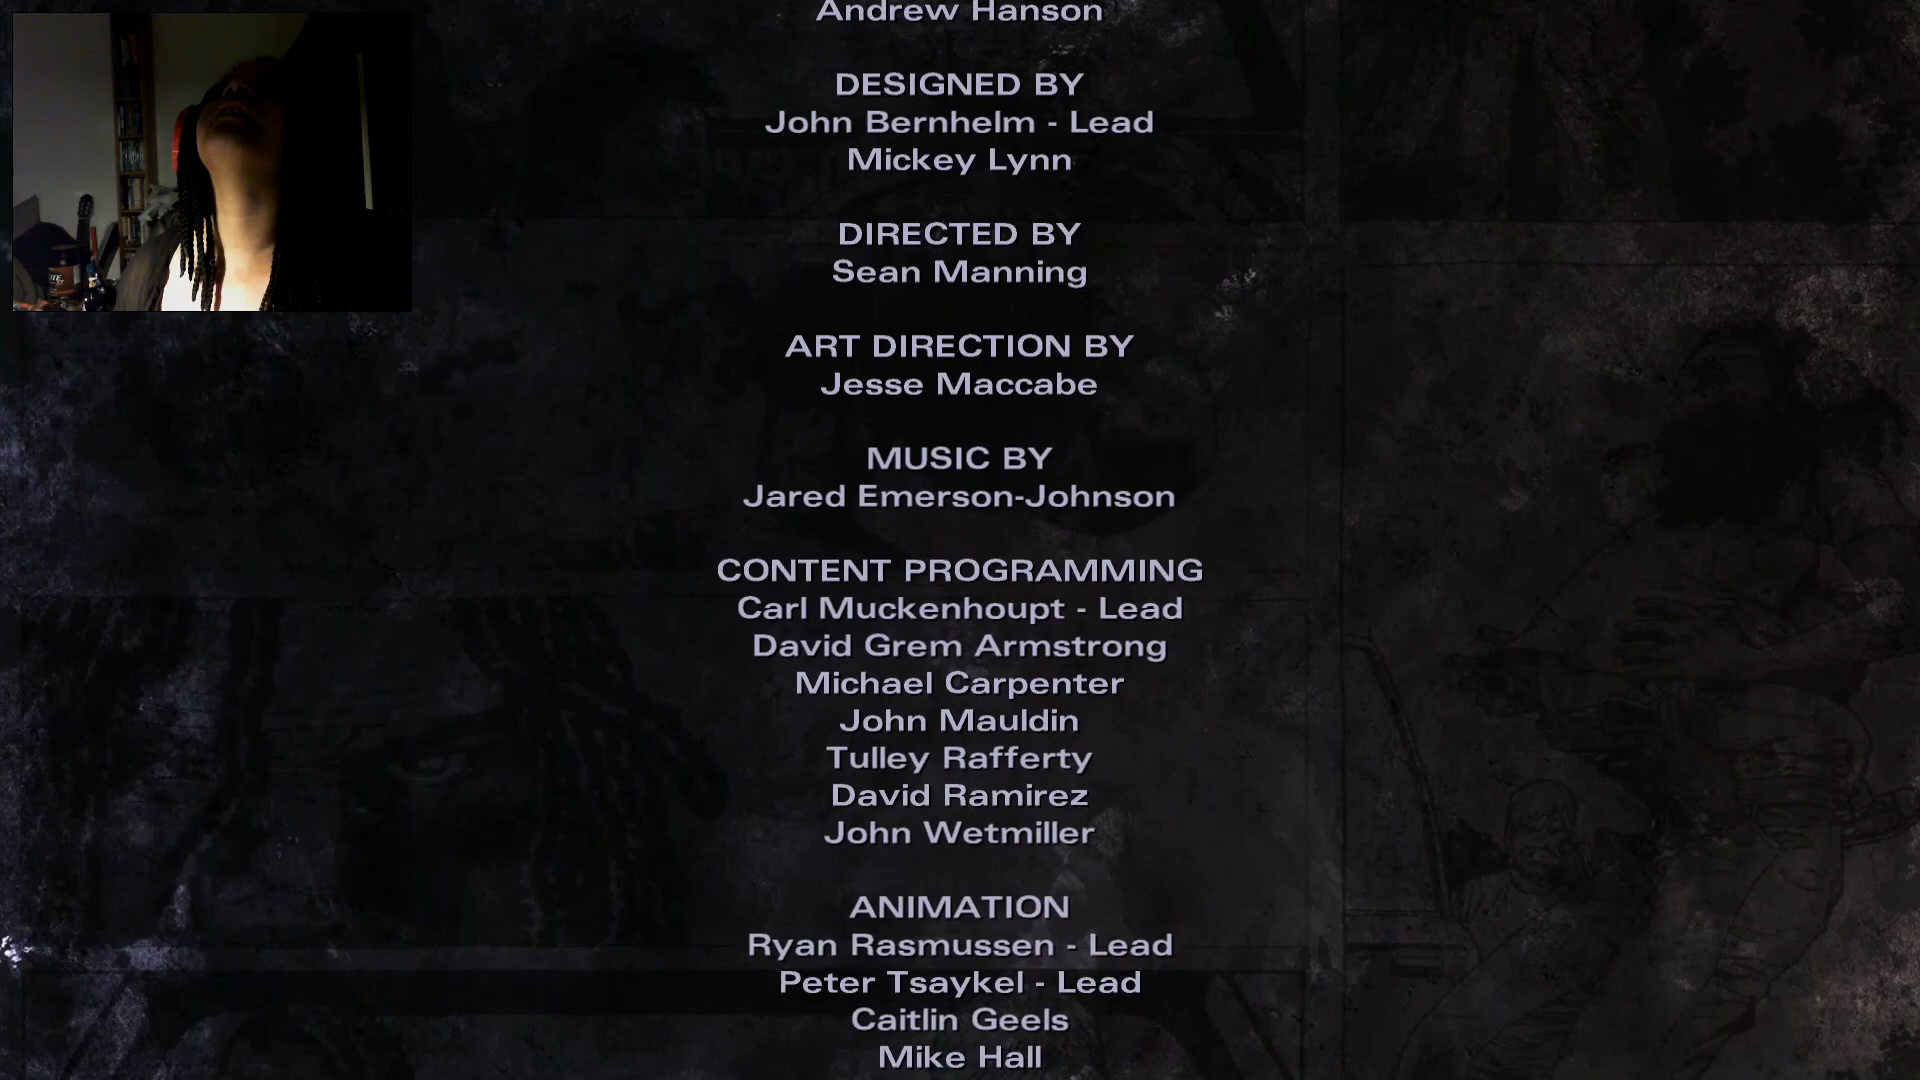 Andrew Hanson
DESIGNED BY
John Bernhelm - Lead
Mickey Lynn
DIRECTED BY
Sean Manning
ART DIRECTION BY
Jesse Maccabe
MUSIC BY
Jared Emerson-Johnson
CONTENT PROGRAMMING
Carl Muckenhoupt - Lead
David Grem Armstrong
Michael Carpenter
John Mauldin
Tulley Rafferty
David Ramirez
John Wetmiller
ANIMATION
Ryan Rasmussen - Lead
Peter Tsaykel - Lead
Caitlin Geels
Mike Hall